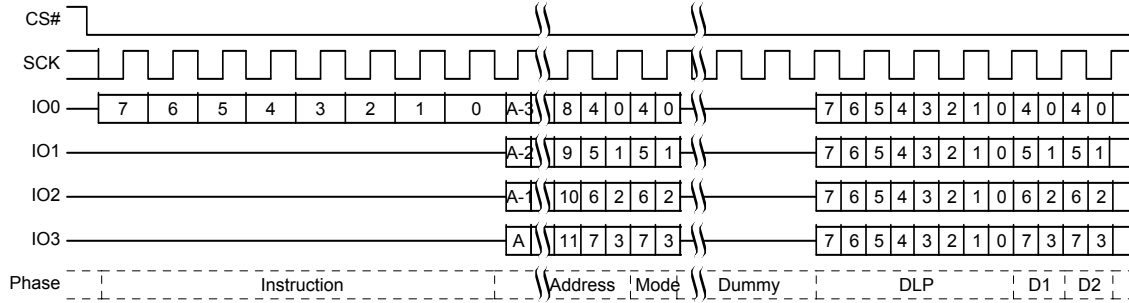 CS#
SCK
IO0 7 6 5 4 3 2 1 0 A-3 8 4 0 4 0 7 6 5 4 3 2 1 0 4 0 4 0
IO1 A-2 9 5 1 5 1 7 6 5 4 3 2 1 0 5 1 5 1
IO2 A-1 10 6 2 6 2 7 6 5 4 3 2 1 0 6 2 6 2
IO3 A 11 7 3 7 3 7 6 5 4 3 2 1 0 7 3 7 3
Phase Instruction Address Mode Dummy DLP D1 D2